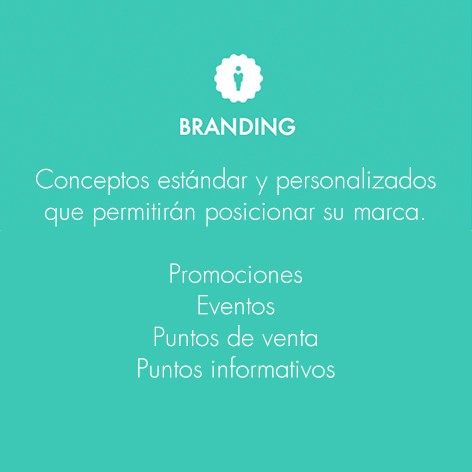 BRANDING
Conceptos estándar y personalizados
que permitirán posicionar su marca.
Promociones
Eventos
Puntos de venta
Puntos informativos